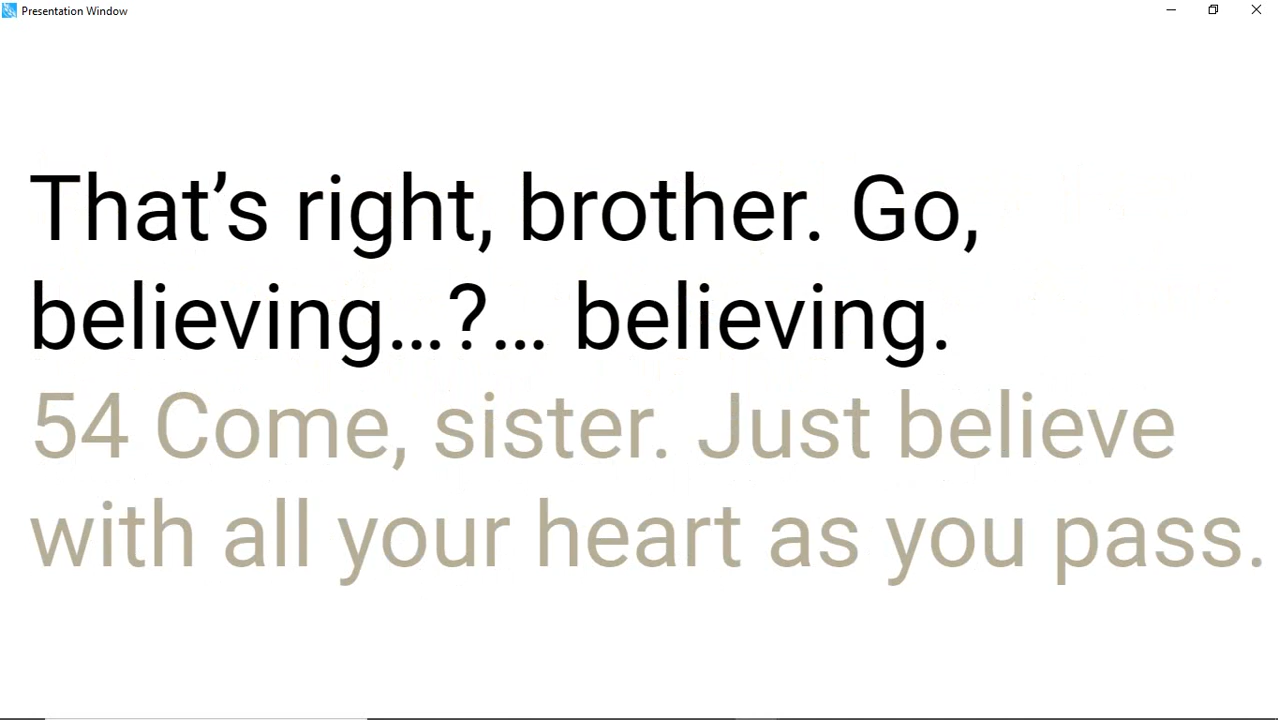 Presentation Window
That’s right, brother. Go,
believing…?… believing.
54 Come, sister. Just believe
with all your heart as you pass.